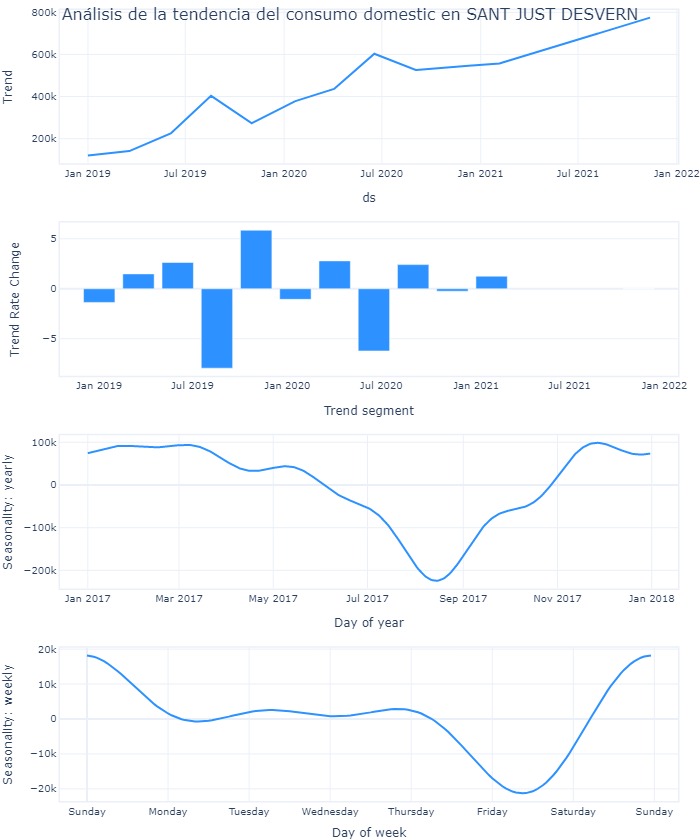 Análisis de la tendencia del consumo domestic en SANT JUST DESVERN
800k
600k
400k
200k
Trend
Jan 2019 Jul 2019 Jan 2020 Jul 2020 Jan 2021 Jul 2021 Jan 2022
ds
5
0
−5
Trend Rate Change
Jan 2019 Jul 2019 Jan 2020 Jul 2020 Jan 2021 Jul 2021 Jan 2022
Trend segment
100k
0
−100k
−200k
Seasonality: yearly
Jan 2017 Mar 2017 May 2017 Jul 2017 Sep 2017 Nov 2017 Jan 2018
Day of year
20k
10k
0
−10k
−20k
Seasonality: weekly
Sunday Monday Tuesday Wednesday Thursday Friday Saturday Sunday
Day of week